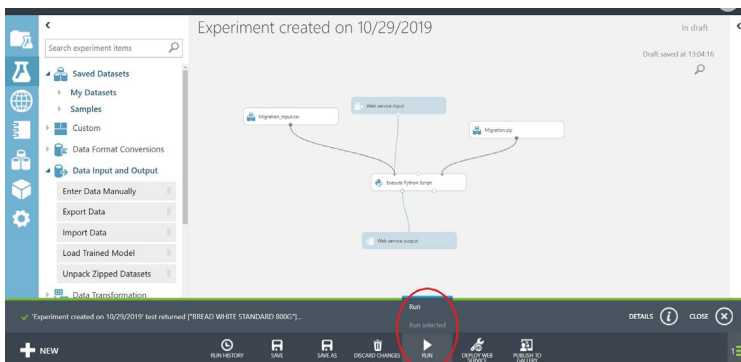 Experiment created on 10/29/2019
In draft
Draft saved at 13:04:16
Search experiment items
Saved Datasets
My Datasets
Samples
Custom
Data Format Conversions
Data Input and Output
Enter Data Manually
Export Data
Import Data
Load Trained Model
Unpack Zipped Datasets
Data Transformation
Web service input
Migration_Input.csv
Migration.zip
Execute Python Script
Web service output
Run
Run selected
'Experiment created on 10/29/2019' test returned ["BREAD WHITE STANDARD 800G"]...
DETAILS
CLOSE
NEW
RUN HISTORY
SAVE
SAVE AS
DISCARD CHANGES
RUN
DEPLOY WEB
SERVICE
PUBLISH TO
GALLERY
1